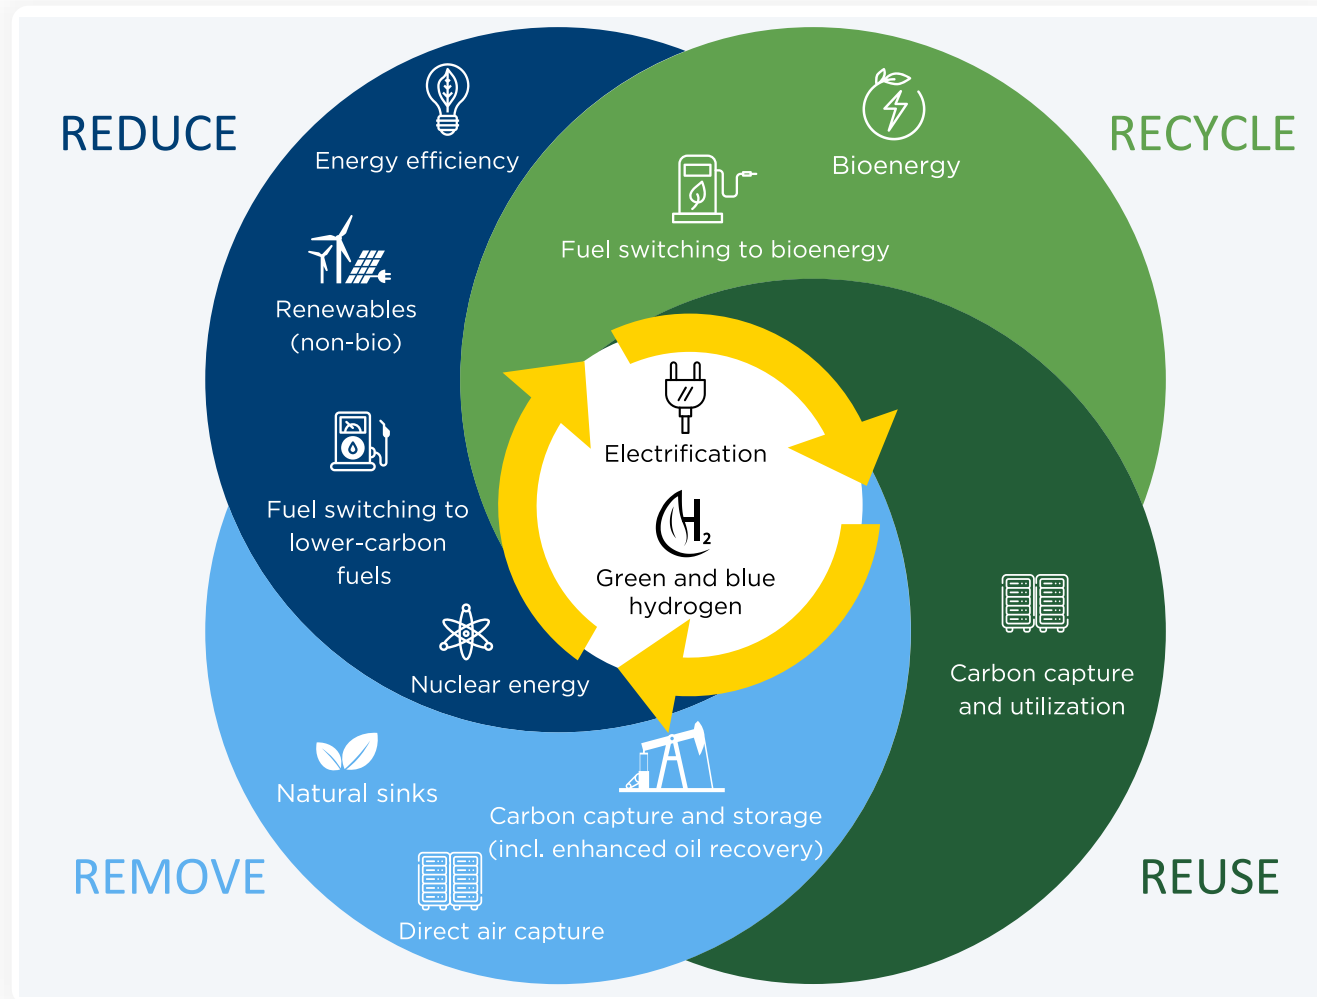 REDUCE
RECYCLE
Energy efficiency
Renewables
(non-bio)
Fuel switching to
lower-carbon
fuels
Nuclear energy
Bioenergy
Fuel switching to bioenergy
Electrification
H2
Green and blue
hydrogen
Carbon capture
and utilization
Natural sinks
Carbon capture and storage
(incl. enhanced oil recovery)
Direct air capture
REMOVE
REUSE